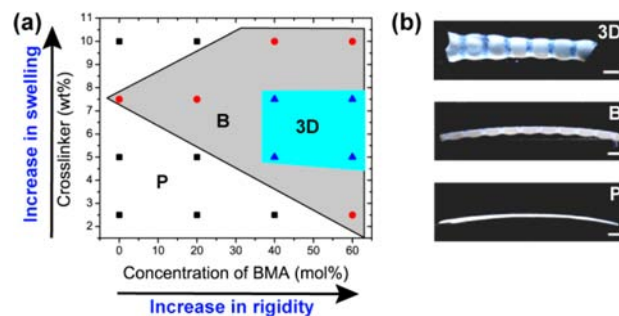 (a)
Increase in swelling
Crosslinker (wt%)
11
10
9
8
7
6
5
4
3
2
P
B
3D
0 10 20 30 40 50 60
Concentration of BMA (mol%)
Increase in rigidity
(b)
3D
B
P